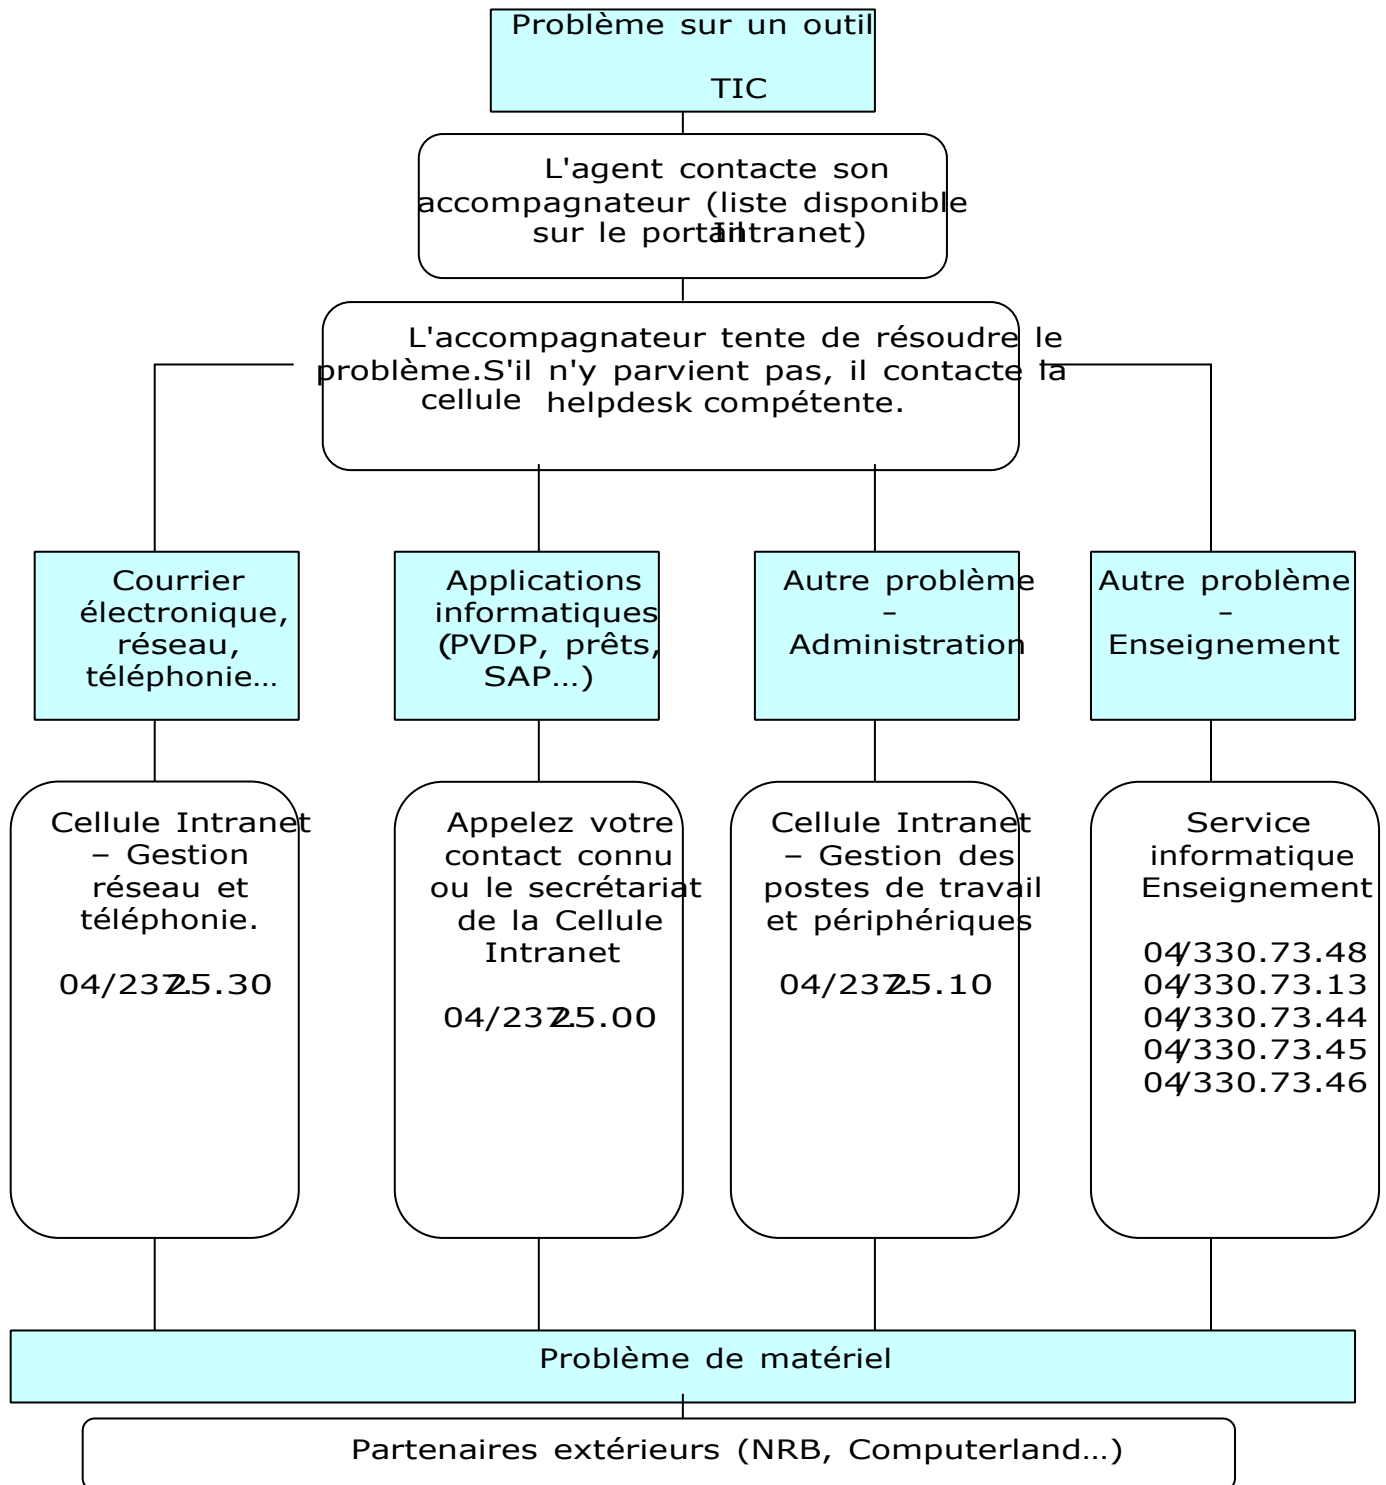 Problème sur un outil
TIC
L'agent contacte son
accompagnateur (liste disponible
sur le portail Intranet)
L'accompagnateur tente de résoudre le
problème.S'il n'y parvient pas, il contacte la
cellule helpdesk compétente.
Courrier
électronique,
réseau,
téléphonie…
Applications
informatiques
(PVDP, prêts,
SAP…)
Autre problème
–
Administration
Autre problème
–
Enseignement
Cellule Intranet
– Gestion
réseau et
téléphonie.
04/237.25.30
Appelez votre
contact connu
ou le secrétariat
de la Cellule
Intranet
04/237.25.00
Cellule Intranet
– Gestion des
postes de travail
et périphériques
04/237.25.10
Service
informatique
Enseignement
04/330.73.48
04/330.73.13
04/330.73.44
04/330.73.45
04/330.73.46
Problème de matériel
Partenaires extérieurs (NRB, Computerland…)